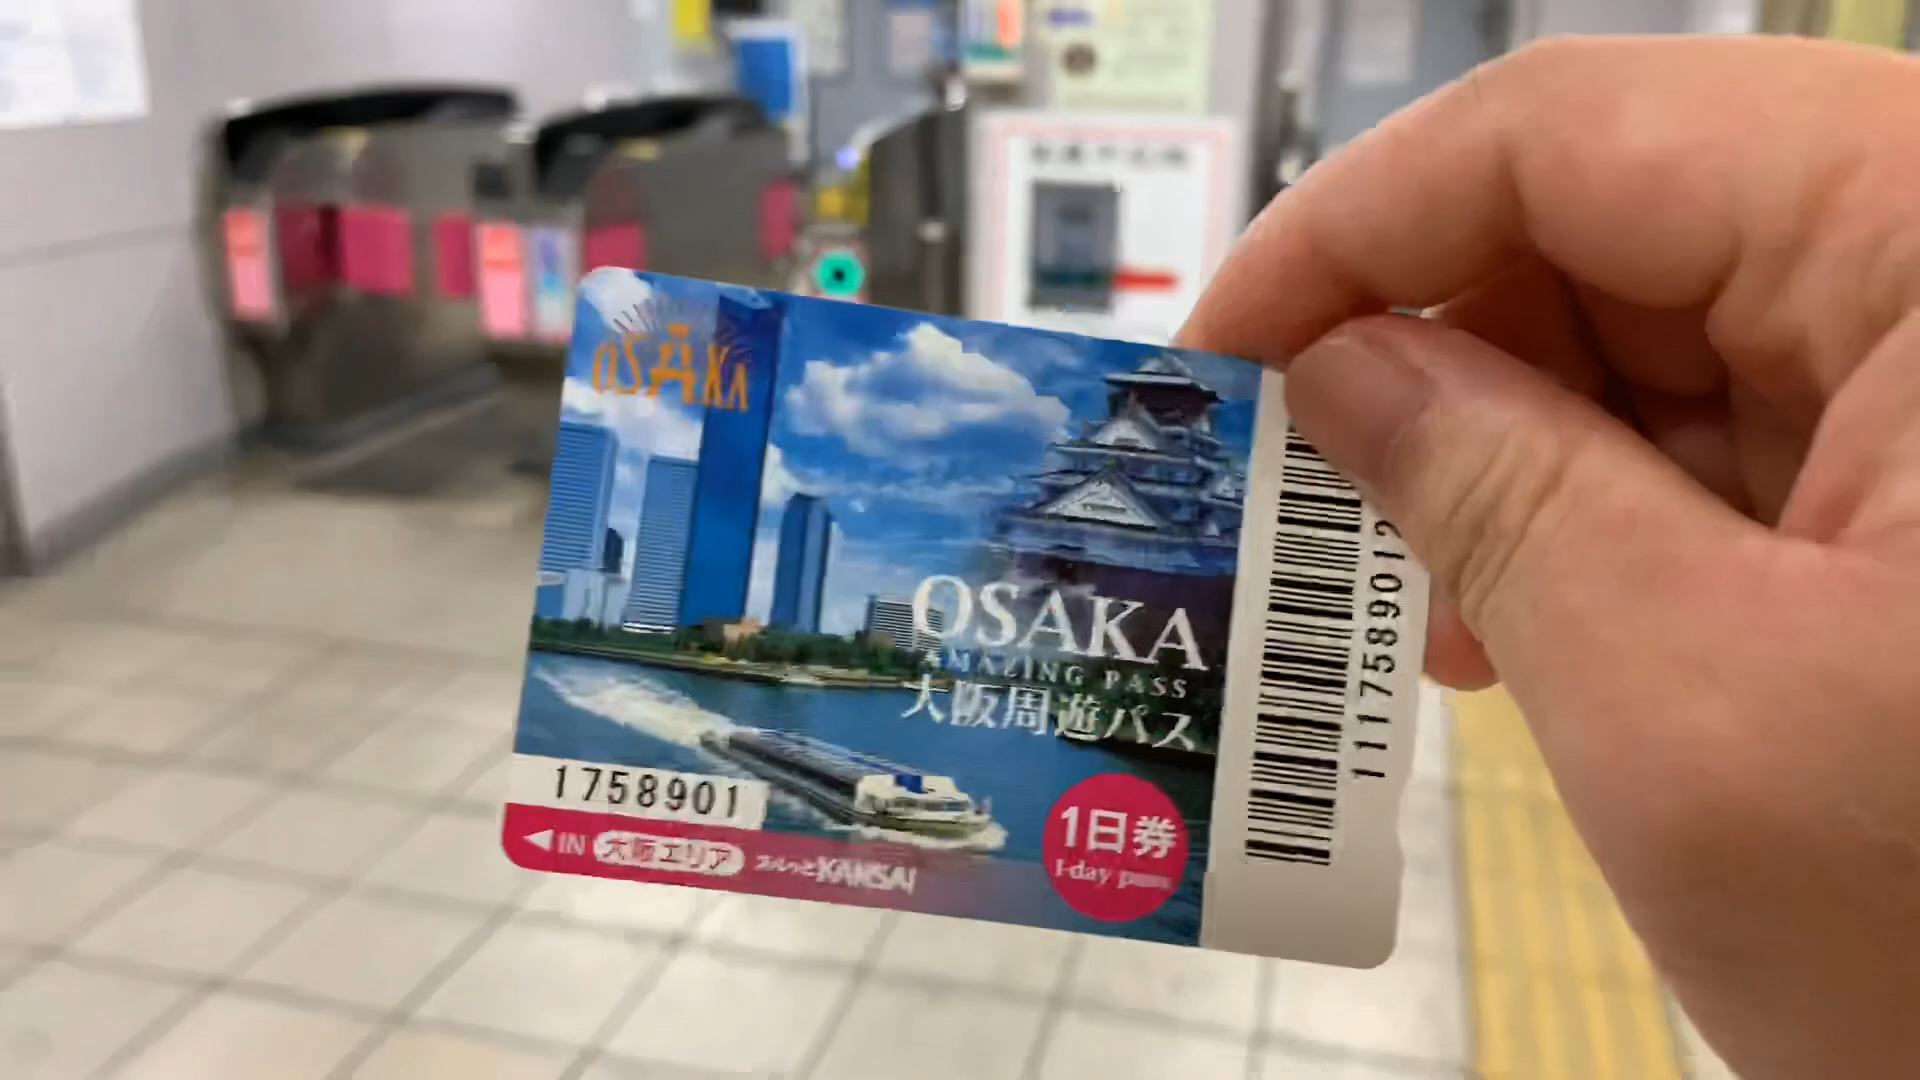 OSAKA
OSAKA
AMAZING PASS
大阪周遊パス
1758901
1日券
1-day pass
◀IN 大阪エリア スルッとKANSAI
1117589012